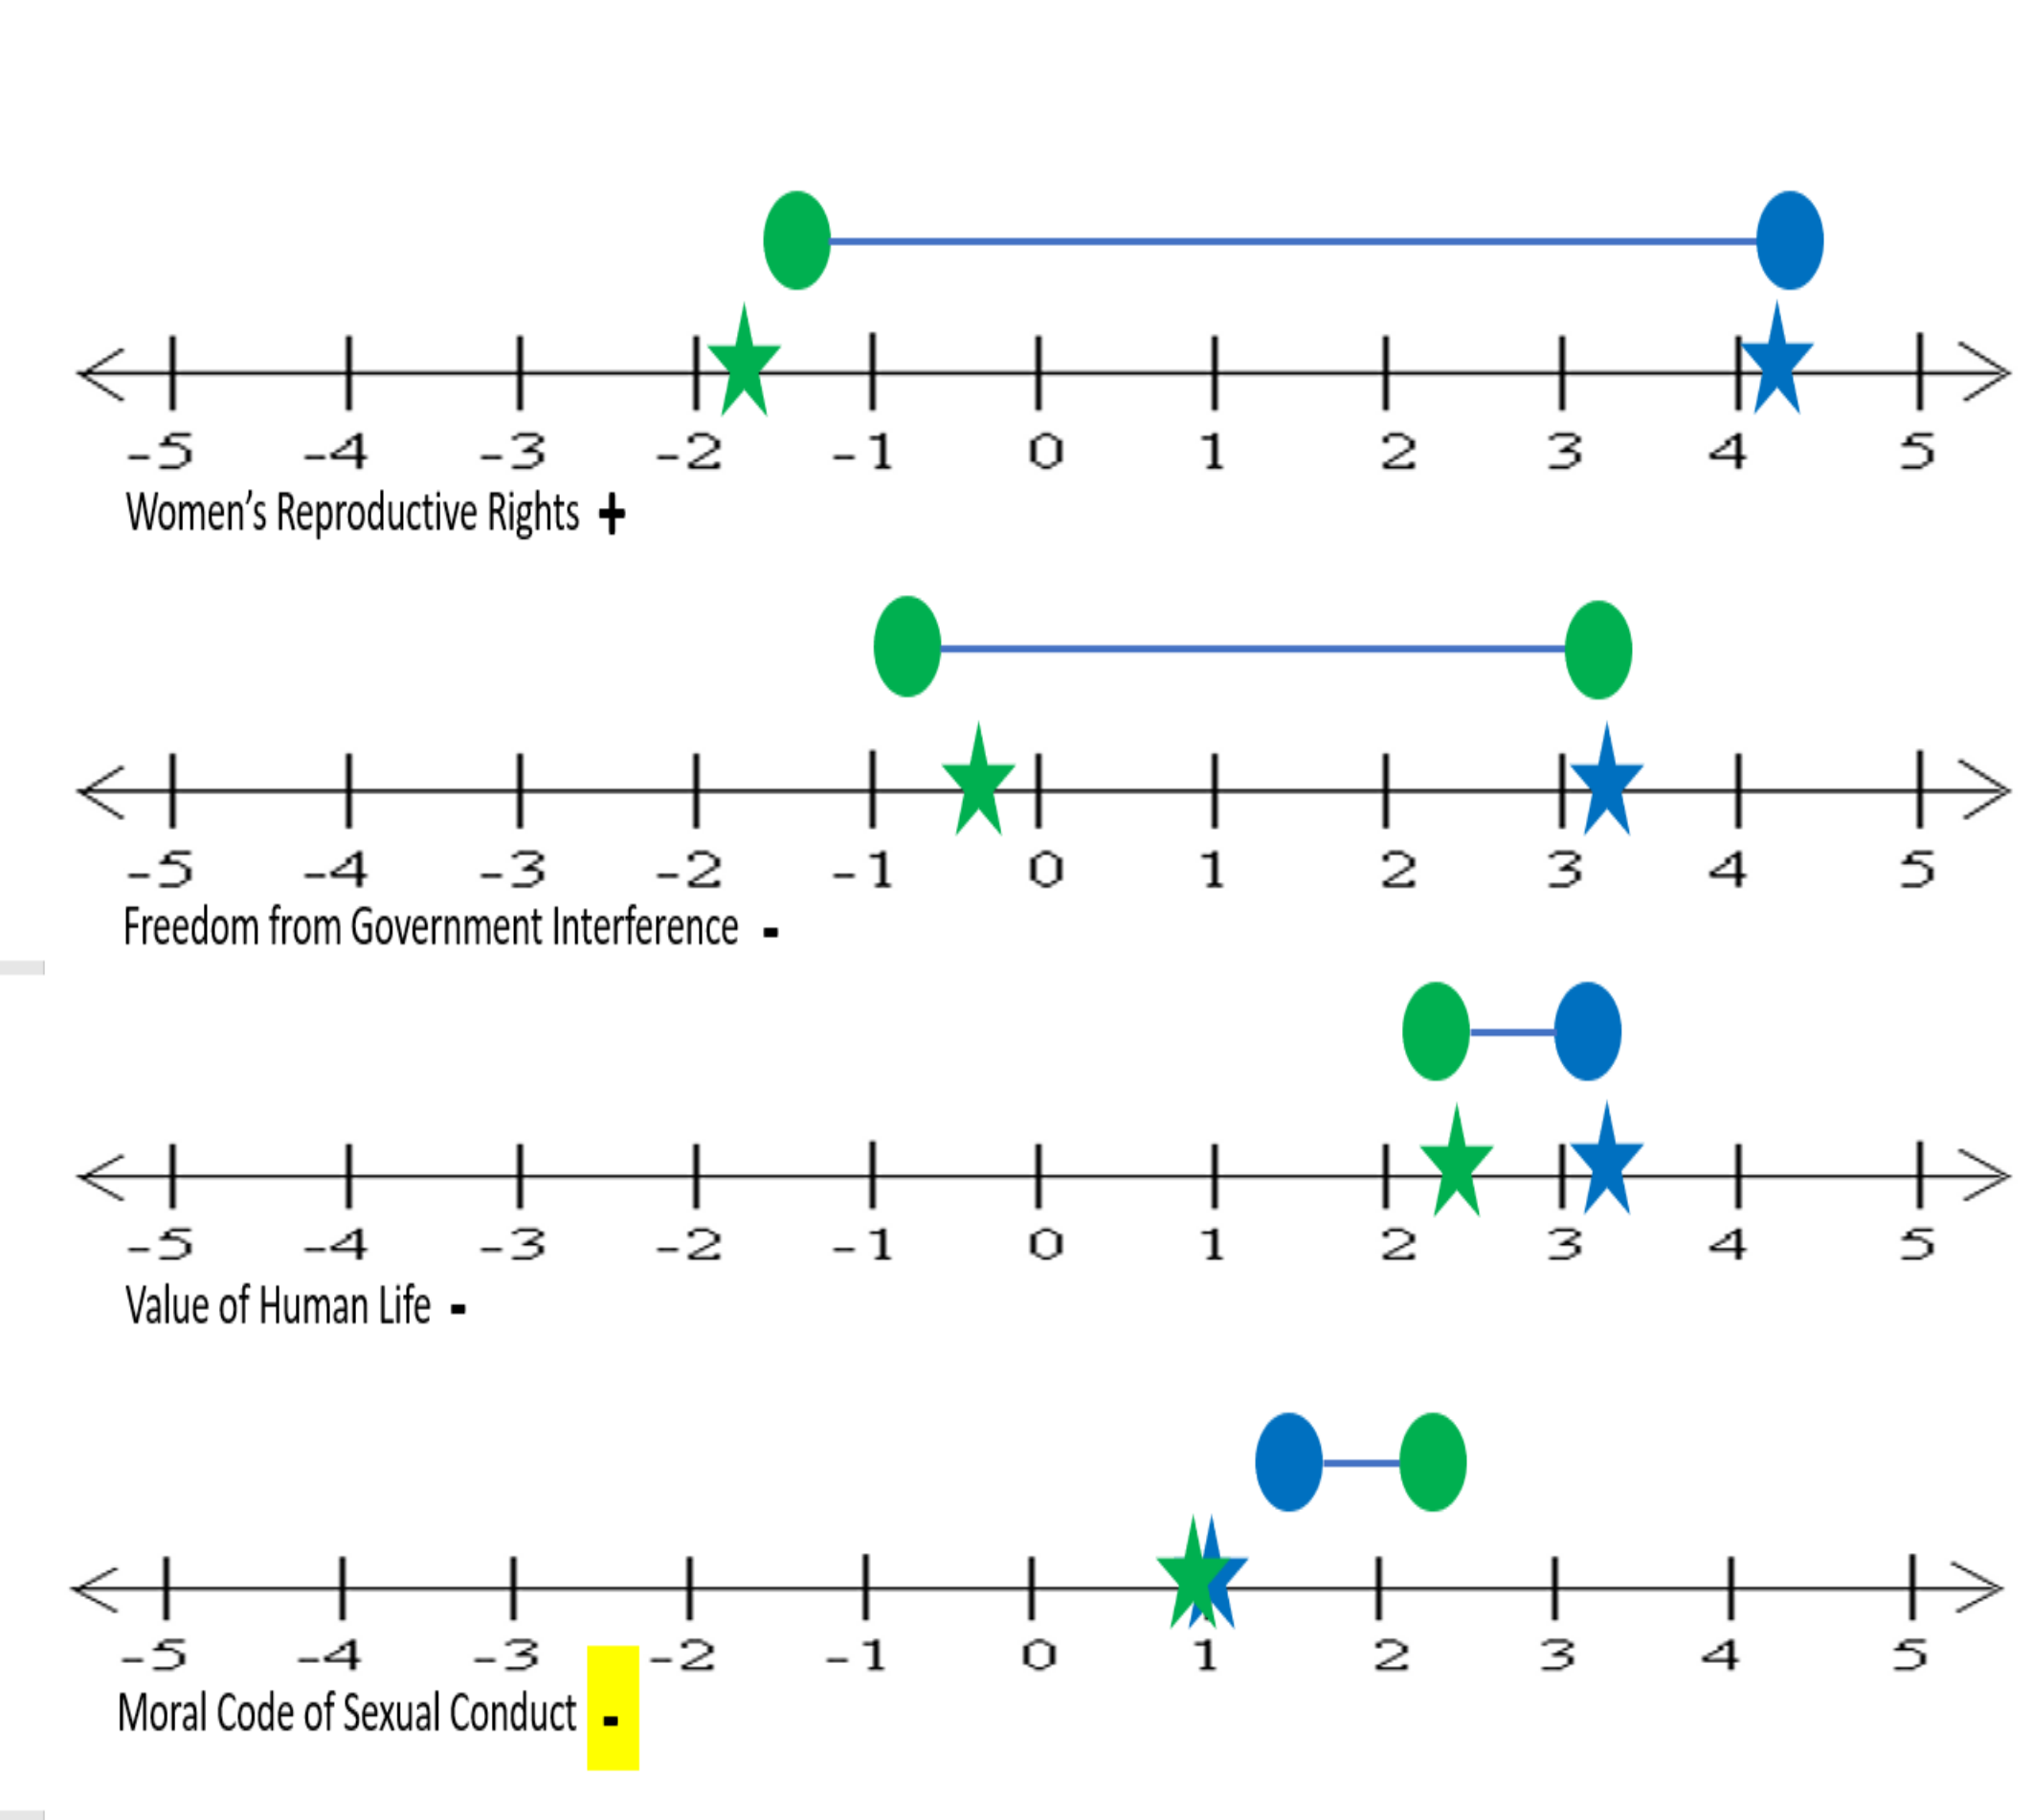 -5 -4 -3 -2 -1 0 1 2 3 4 5
Women’s Reproductive Rights +
-5 -4 -3 -2 -1 0 1 2 3 4 5
Freedom from Government Interference -
-5 -4 -3 -2 -1 0 1 2 3 4 5
Value of Human Life -
-5 -4 -3 -2 -1 0 1 2 3 4 5
Moral Code of Sexual Conduct -